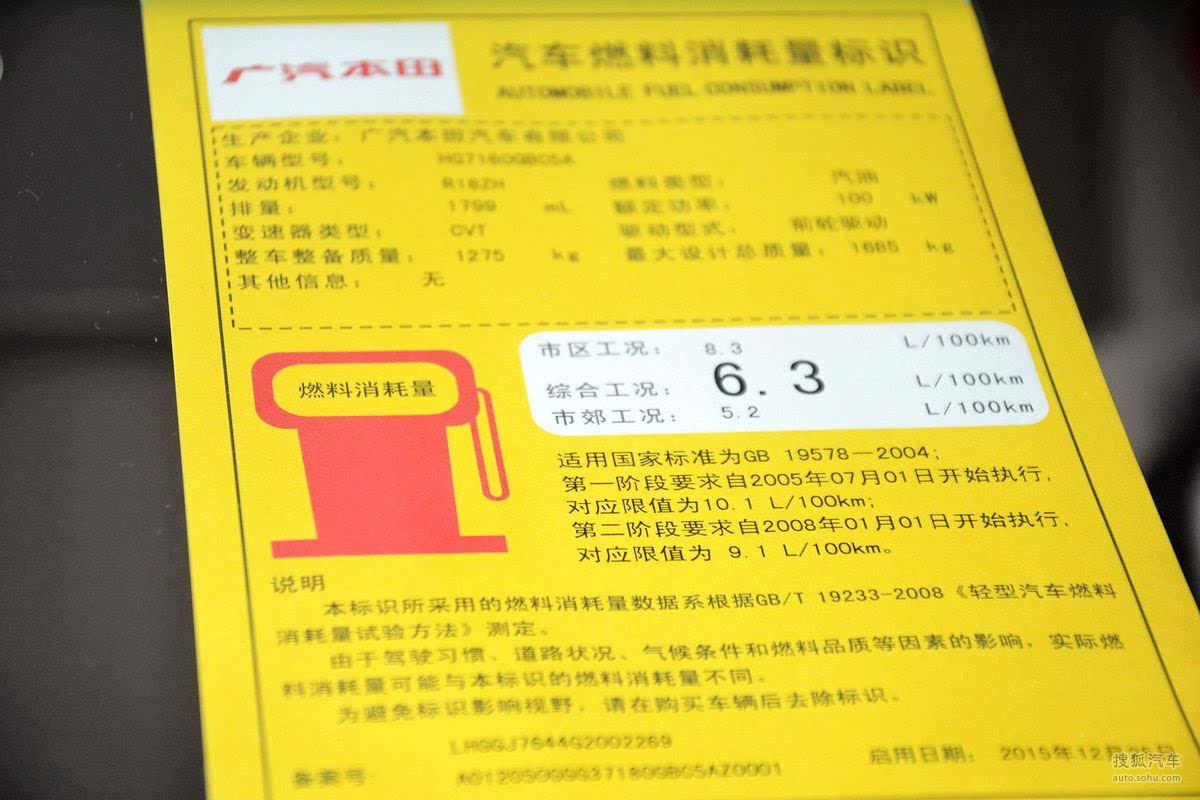 广汽本田
汽车燃料消耗量标识
AUTOMOBILE FUEL CONSUMPTION LABEL
生产企业: 广汽本田汽车有限公司
车辆型号: HG7180GB05A
发动机型号: R18ZH 燃料类型: 汽油
排量: 1799 mL 额定功率: 100 kW
变速器类型: CVT 驱动型式: 前轮驱动
整车整备质量: 1275 kg 最大设计总质量: 1685 kg
其他信息: 无
燃料消耗量
市区工况: 8.3 L/100km
综合工况: 6.3 L/100km
市郊工况: 5.2 L/100km
适用国家标准为GB 19578—2004;
第一阶段要求自2005年07月01日开始执行,
对应限值为10.1 L/100km;
第二阶段要求自2008年01月01日开始执行,
对应限值为 9.1 L/100km。
说明
本标识所采用的燃料消耗量数据系根据GB/T 19233-2008《轻型汽车燃料
消耗量试验方法》测定。
由于驾驶习惯、道路状况、气候条件和燃料品质等因素的影响, 实际燃
料消耗量可能与本标识的燃料消耗量不同。
为避免标识影响视野, 请在购买车辆后去除标识。
LHGGJ7644G2002269
备案号: A01205099G37180GB05AZ0001
启用日期: 2015年12月
搜狐汽车
auto.sohu.com